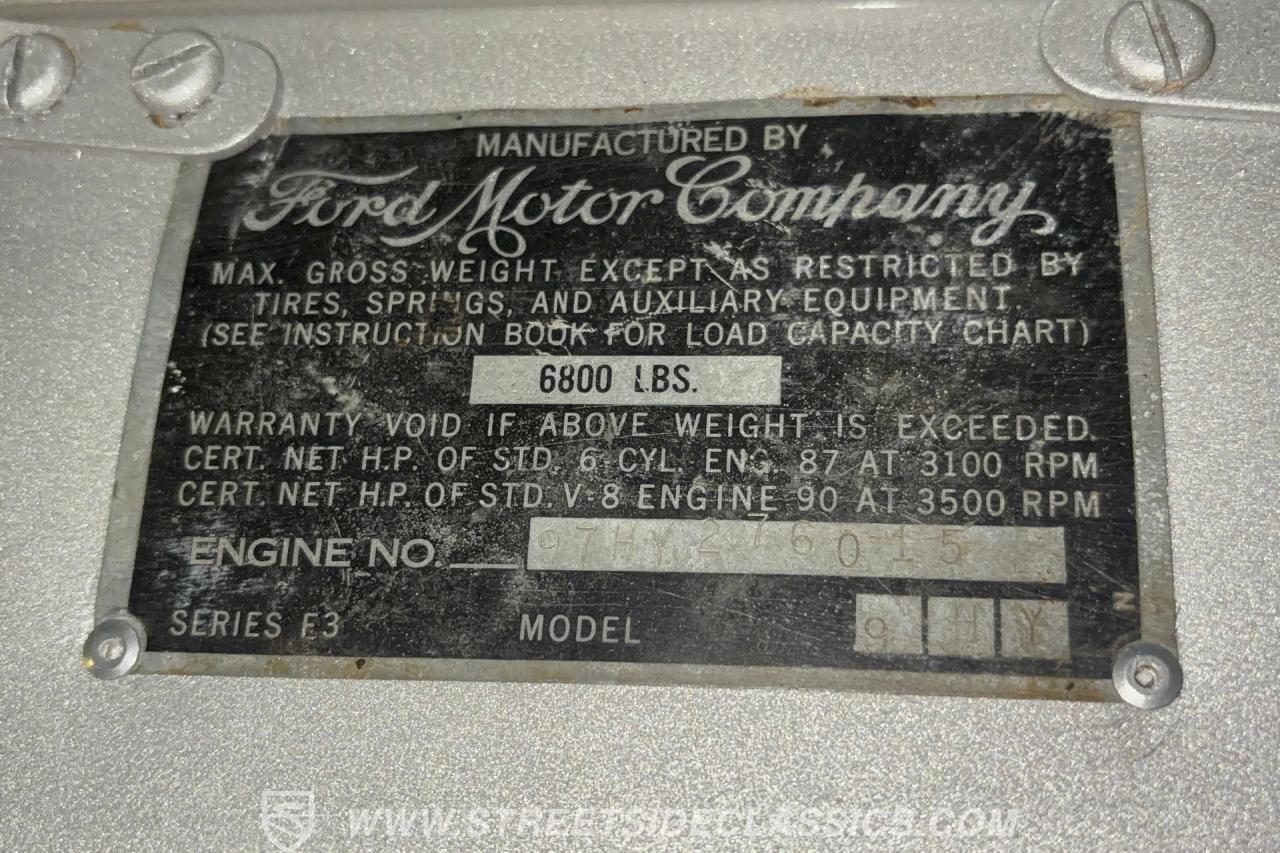 MANUFACTURED BY
Ford Motor Company
MAX. GROSS WEIGHT EXCEPT AS RESTRICTED BY
TIRES, SPRINGS, AND AUXILIARY EQUIPMENT.
(SEE INSTRUCTION BOOK FOR LOAD CAPACITY CHART)
6800 LBS.
WARRANTY VOID IF ABOVE WEIGHT IS EXCEEDED.
CERT. NET H.P. OF STD. 6-CYL. ENG. 87 AT 3100 RPM
CERT. NET H.P. OF STD. V-8 ENGINE 90 AT 3500 RPM
ENGINE NO. 97HY276015
SERIES F3 MODEL 9 H Y
N
WWW.STREETSIDECLASSICS.COM